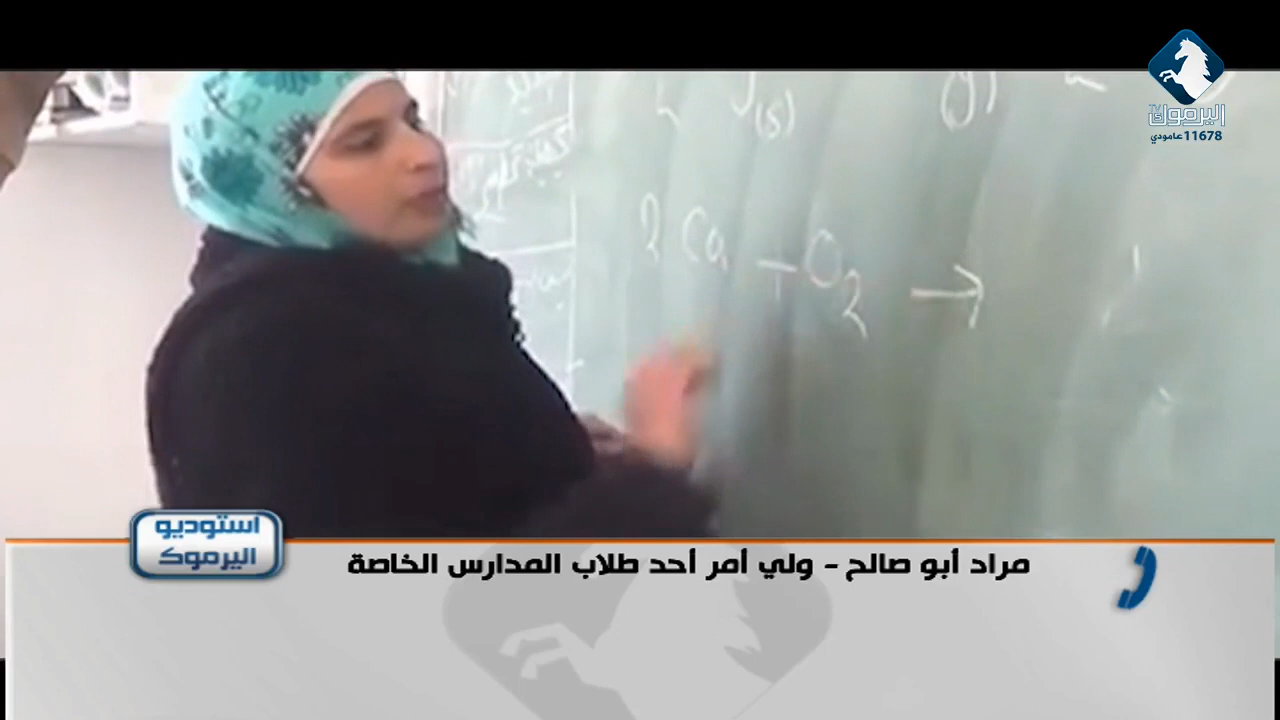 اليرموك
11678 عامودي
(s)
(g)
2 Ca + O2 →
استوديو
اليرموك
مراد أبو صالح - ولي أمر أحد طلاب المدارس الخاصة